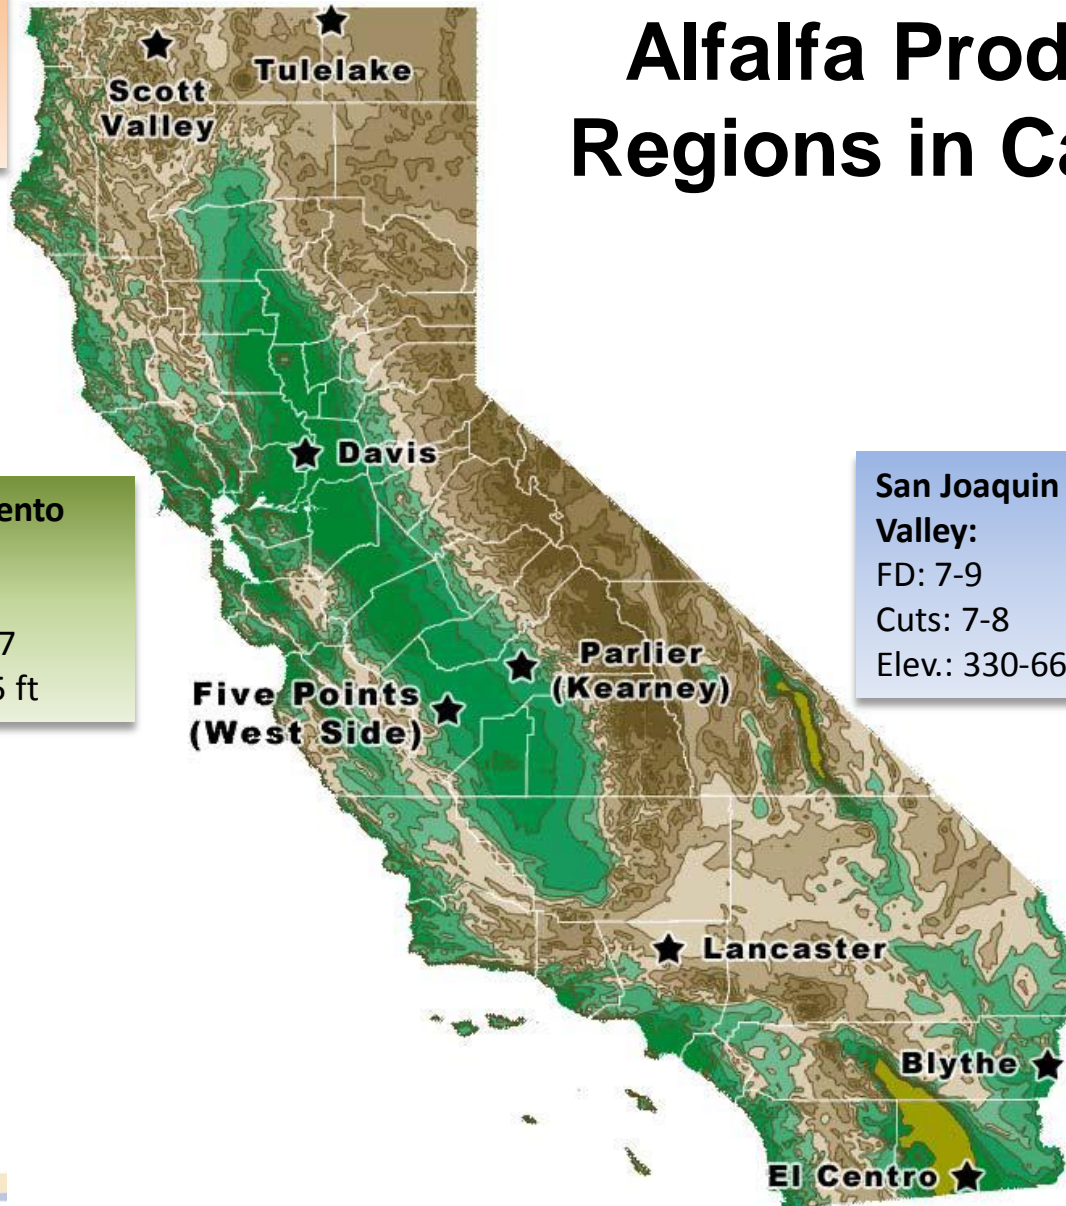 Alfalfa Prod
Regions in Ca
Tulelake
Scott
Valley
Davis
ento
7
5 ft
San Joaquin
Valley:
FD: 7-9
Cuts: 7-8
Elev.: 330-66
Parlier
(Kearney)
Five Points
(West Side)
Lancaster
Blythe
El Centro